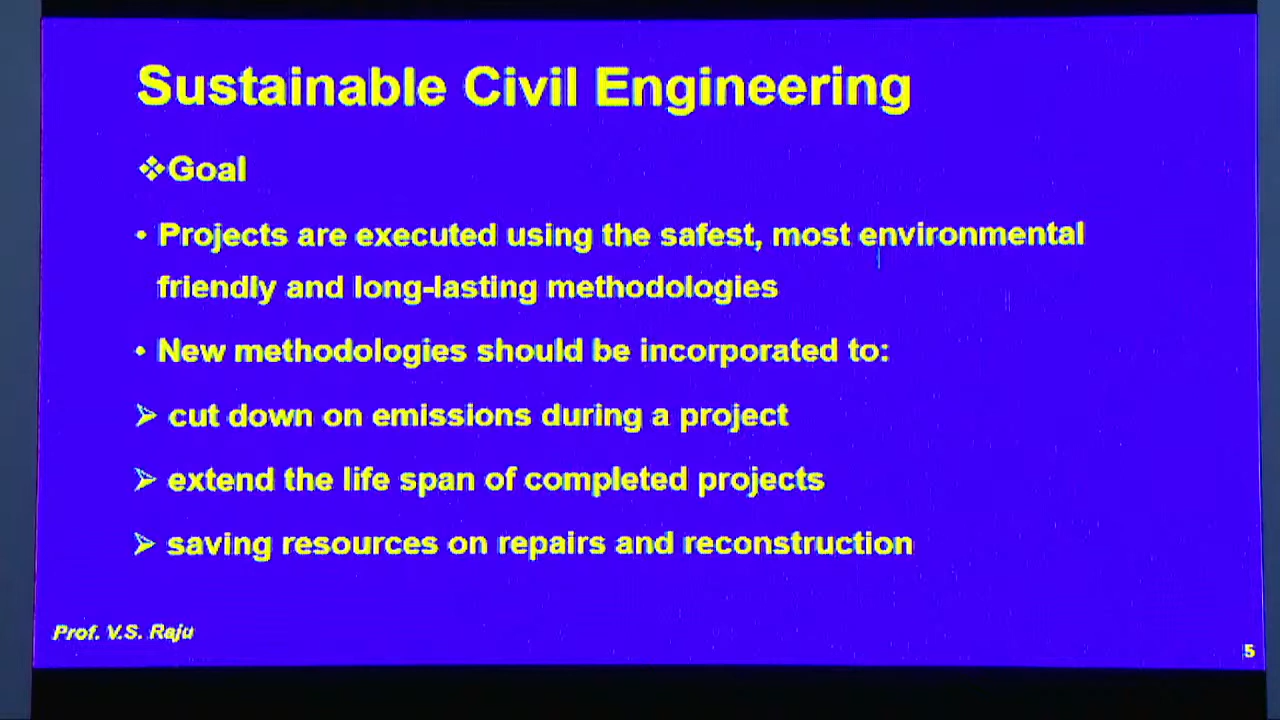 Sustainable Civil Engineering
❖Goal
• Projects are executed using the safest, most environmental
friendly and long-lasting methodologies
• New methodologies should be incorporated to:
➢ cut down on emissions during a project
➢ extend the life span of completed projects
➢ saving resources on repairs and reconstruction
Prof. V.S. Raju
5